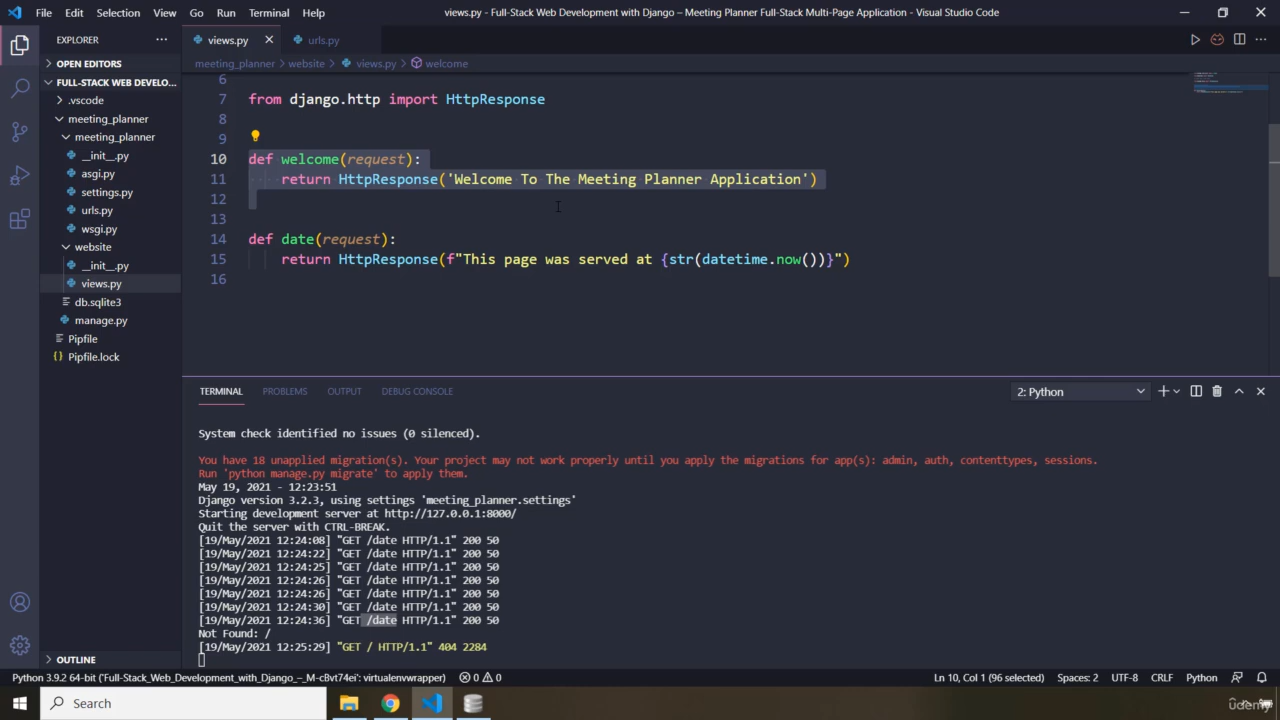 File Edit Selection View Go Run Terminal Help
views.py - Full-Stack Web Development with Django – Meeting Planner Full-Stack Multi-Page Application - Visual Studio Code
EXPLORER
OPEN EDITORS
FULL-STACK WEB DEVELO...
.vscode
meeting_planner
meeting_planner
__init__.py
asgi.py
settings.py
urls.py
wsgi.py
website
__init__.py
views.py
db.sqlite3
manage.py
Pipfile
Pipfile.lock
OUTLINE
views.py
urls.py
meeting_planner > website > views.py > welcome
6
7 from django.http import HttpResponse
8
9
10 def welcome(request):
11 return HttpResponse('Welcome To The Meeting Planner Application')
12
13
14 def date(request):
15 return HttpResponse(f"This page was served at {str(datetime.now())}")
16
TERMINAL PROBLEMS OUTPUT DEBUG CONSOLE
2: Python
System check identified no issues (0 silenced).
You have 18 unapplied migration(s). Your project may not work properly until you apply the migrations for app(s): admin, auth, contenttypes, sessions.
Run 'python manage.py migrate' to apply them.
May 19, 2021 - 12:23:51
Django version 3.2.3, using settings 'meeting_planner.settings'
Starting development server at http://127.0.0.1:8000/
Quit the server with CTRL-BREAK.
[19/May/2021 12:24:08] "GET /date HTTP/1.1" 200 50
[19/May/2021 12:24:22] "GET /date HTTP/1.1" 200 50
[19/May/2021 12:24:25] "GET /date HTTP/1.1" 200 50
[19/May/2021 12:24:26] "GET /date HTTP/1.1" 200 50
[19/May/2021 12:24:26] "GET /date HTTP/1.1" 200 50
[19/May/2021 12:24:30] "GET /date HTTP/1.1" 200 50
[19/May/2021 12:24:36] "GET /date HTTP/1.1" 200 50
Not Found: /
[19/May/2021 12:25:29] "GET / HTTP/1.1" 404 2284
Python 3.9.2 64-bit ('Full-Stack_Web_Development_with_Django_–_M-cBvt74ei': virtualenvwrapper) 0 0
Ln 10, Col 1 (96 selected) Spaces: 2 UTF-8 CRLF Python
Search
Udemy